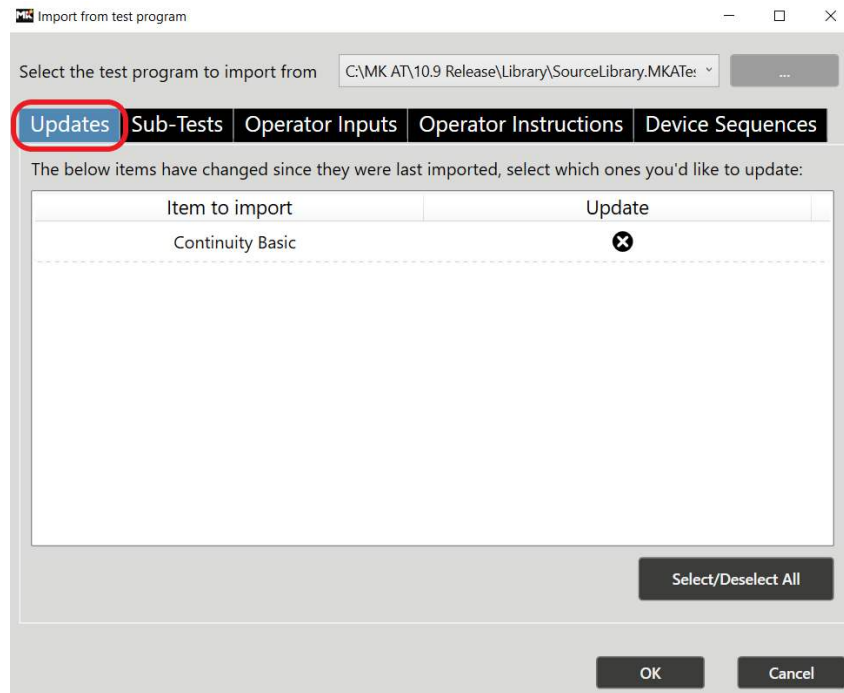 MK Import from test program
Select the test program to import from C:\MK AT\10.9 Release\Library\SourceLibrary.MKATe ...
Updates Sub-Tests Operator Inputs Operator Instructions Device Sequences
The below items have changed since they were last imported, select which ones you'd like to update:
Item to import Update
Continuity Basic
Select/Deselect All
OK Cancel